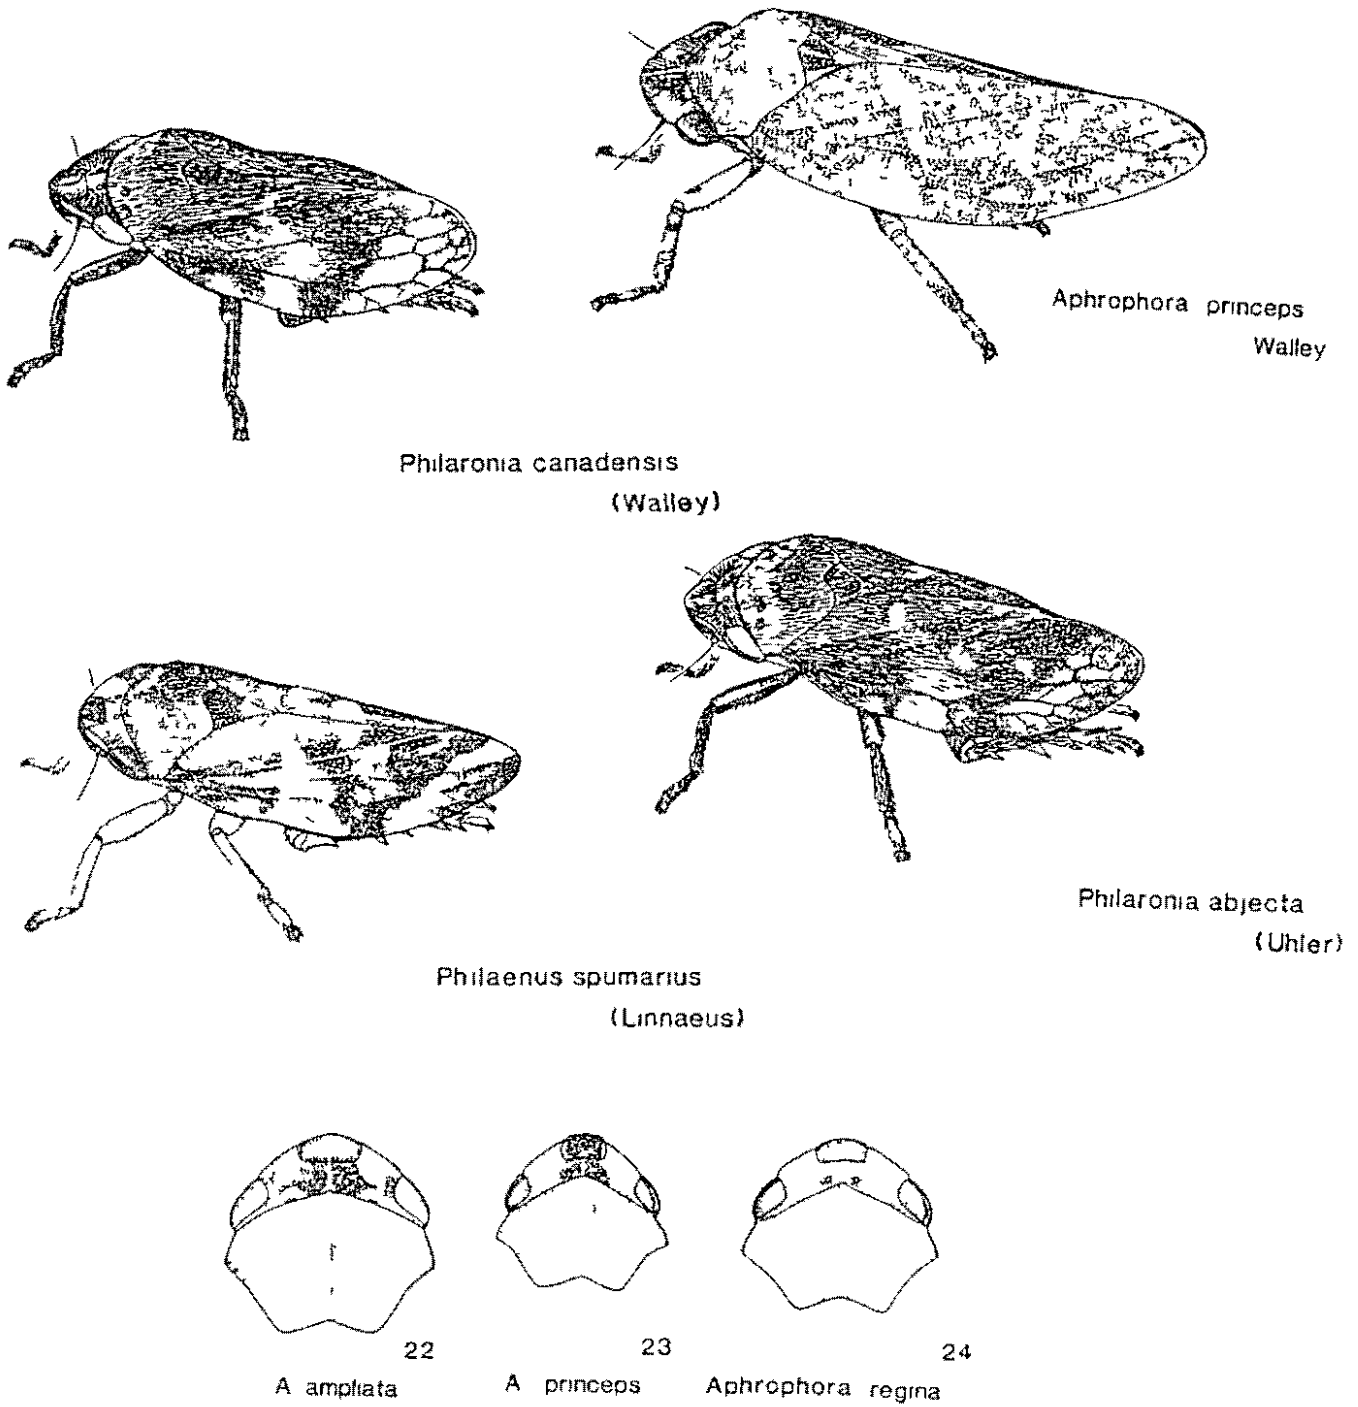 Aphrophora princeps
Walley
Philaronia canadensis
(Walley)
Philaronia abjecta
(Uhler)
Philaenus spumarius
(Linnaeus)
22
23
24
A ampliata
A princeps
Aphrophora regina